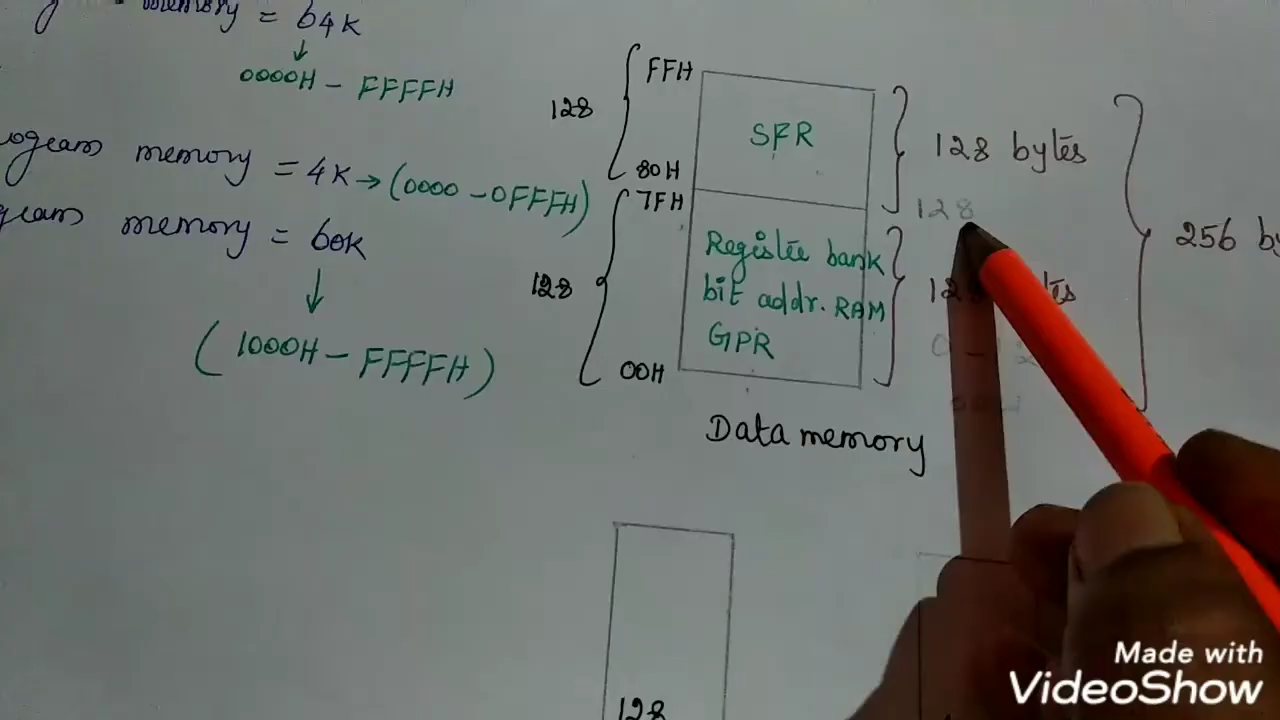 memory = 64K
0000H - FFFFH
memory = 4K → (0000 - 0FFFH)
memory = 60K
(1000H - FFFFH)
128
FFH
80H
SFR
128 bytes
7FH
128
128
00H
Register bank
bit addr. RAM
GPR
256
Data memory
128
Made with
VideoShow